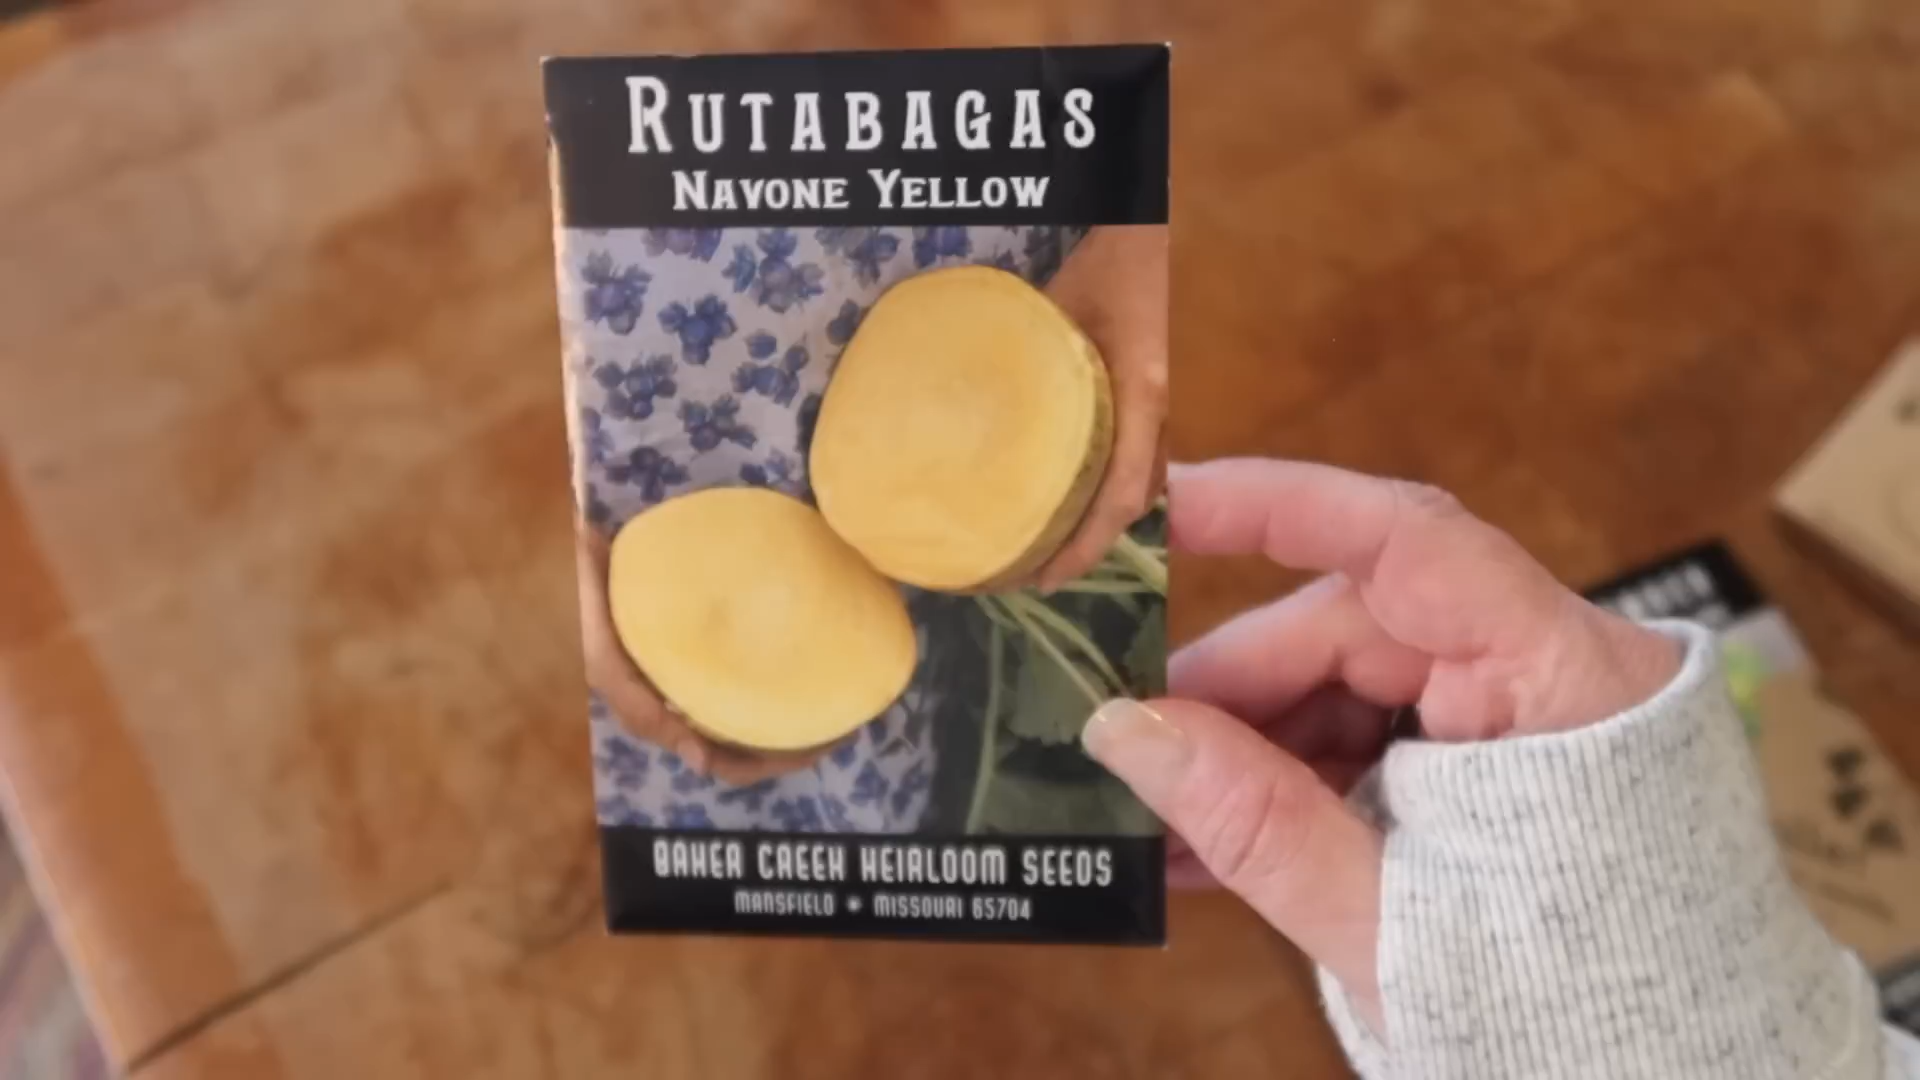 RUTABAGAS
NAVONE YELLOW
BAKER CREEK HEIRLOOM SEEDS
MANSFIELD * MISSOURI 65704